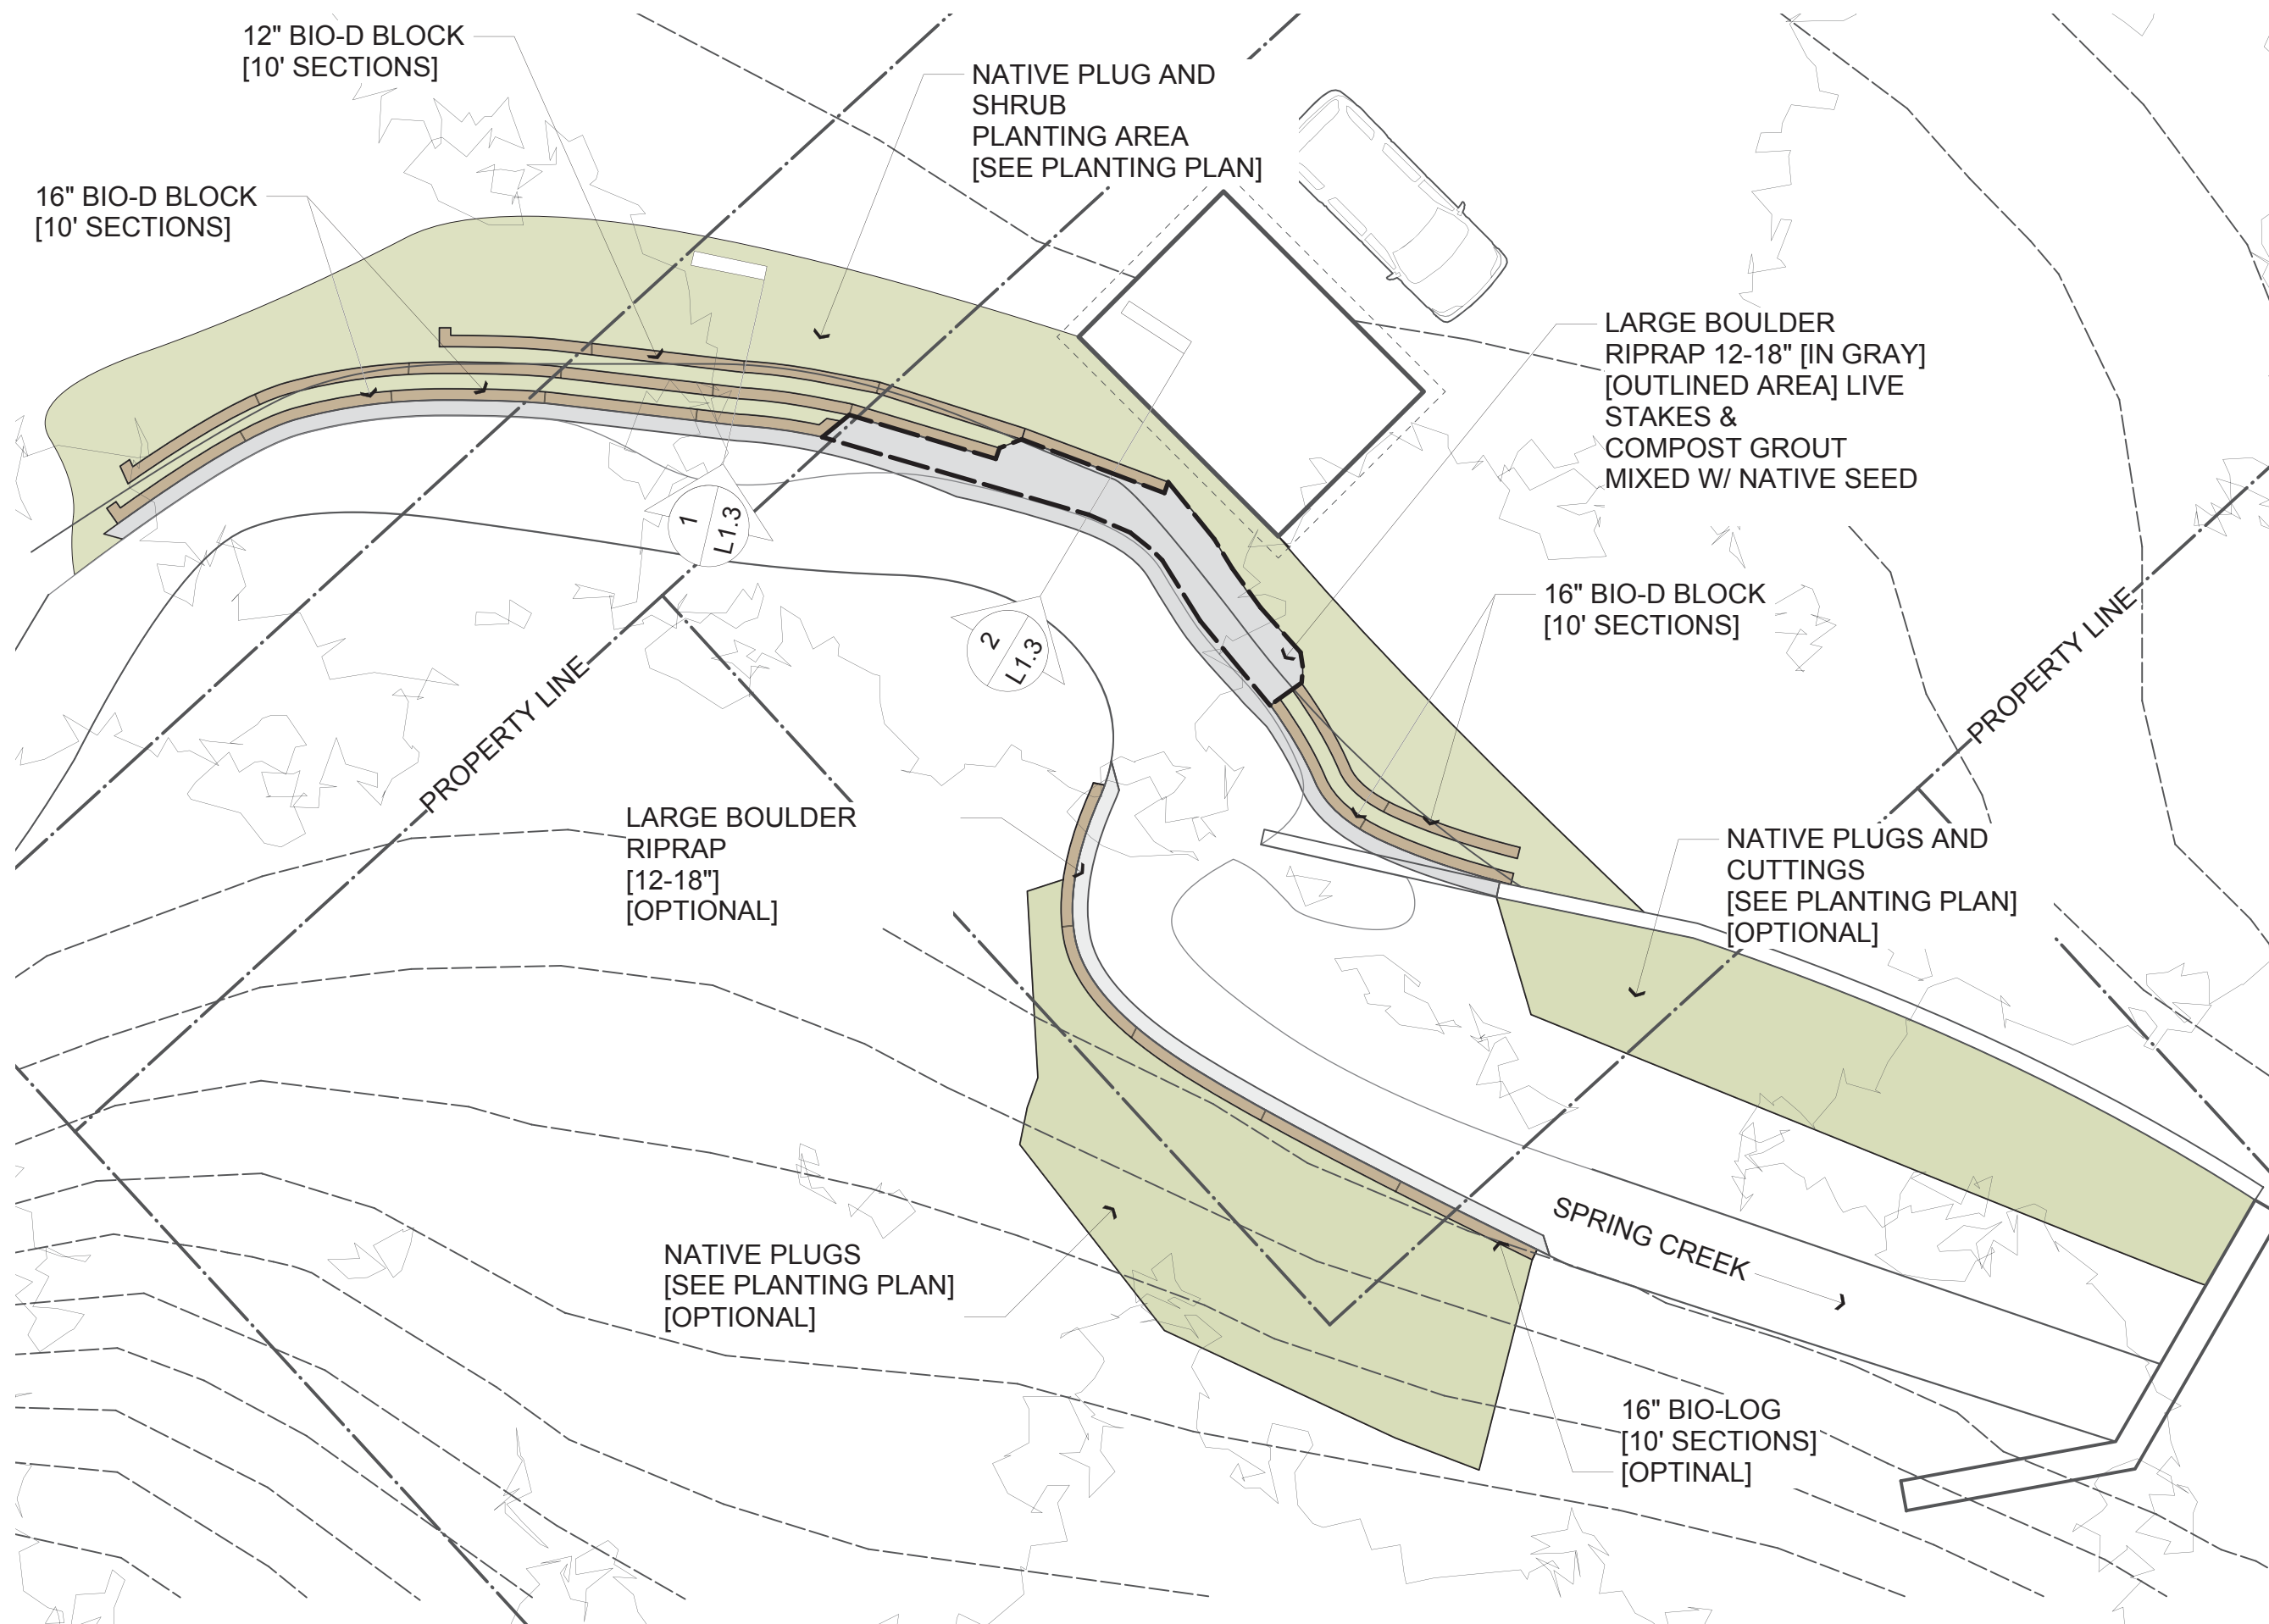 12" BIO-D BLOCK
[10' SECTIONS]
NATIVE PLUG AND
SHRUB
PLANTING AREA
[SEE PLANTING PLAN]
16" BIO-D BLOCK
[10' SECTIONS]
LARGE BOULDER
RIPRAP 12-18" [IN GRAY]
[OUTLINED AREA] LIVE
STAKES &
COMPOST GROUT
MIXED W/ NATIVE SEED
1
L1.3
2
L1.3
16" BIO-D BLOCK
[10' SECTIONS]
PROPERTY LINE
PROPERTY LINE
LARGE BOULDER
RIPRAP
[12-18"]
[OPTIONAL]
NATIVE PLUGS AND
CUTTINGS
[SEE PLANTING PLAN]
[OPTIONAL]
SPRING CREEK
NATIVE PLUGS
[SEE PLANTING PLAN]
[OPTIONAL]
16" BIO-LOG
[10' SECTIONS]
[OPTINAL]